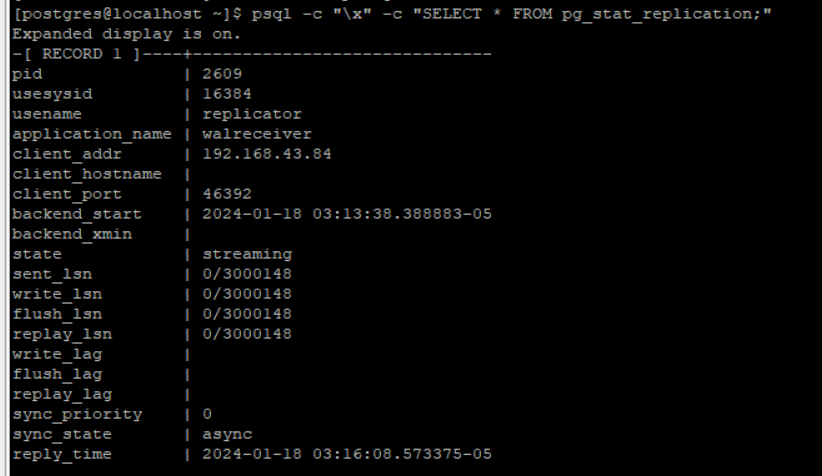 [postgres@localhost ~]$ psql -c "\x" -c "SELECT * FROM pg_stat_replication;"
Expanded display is on.
-[ RECORD 1 ]----+------------------------------
pid              | 2609
usesysid         | 16384
usename          | replicator
application_name | walreceiver
client_addr      | 192.168.43.84
client_hostname  |
client_port      | 46392
backend_start    | 2024-01-18 03:13:38.388883-05
backend_xmin     |
state            | streaming
sent_lsn         | 0/3000148
write_lsn        | 0/3000148
flush_lsn        | 0/3000148
replay_lsn       | 0/3000148
write_lag        |
flush_lag        |
replay_lag       |
sync_priority    | 0
sync_state       | async
reply_time       | 2024-01-18 03:16:08.573375-05